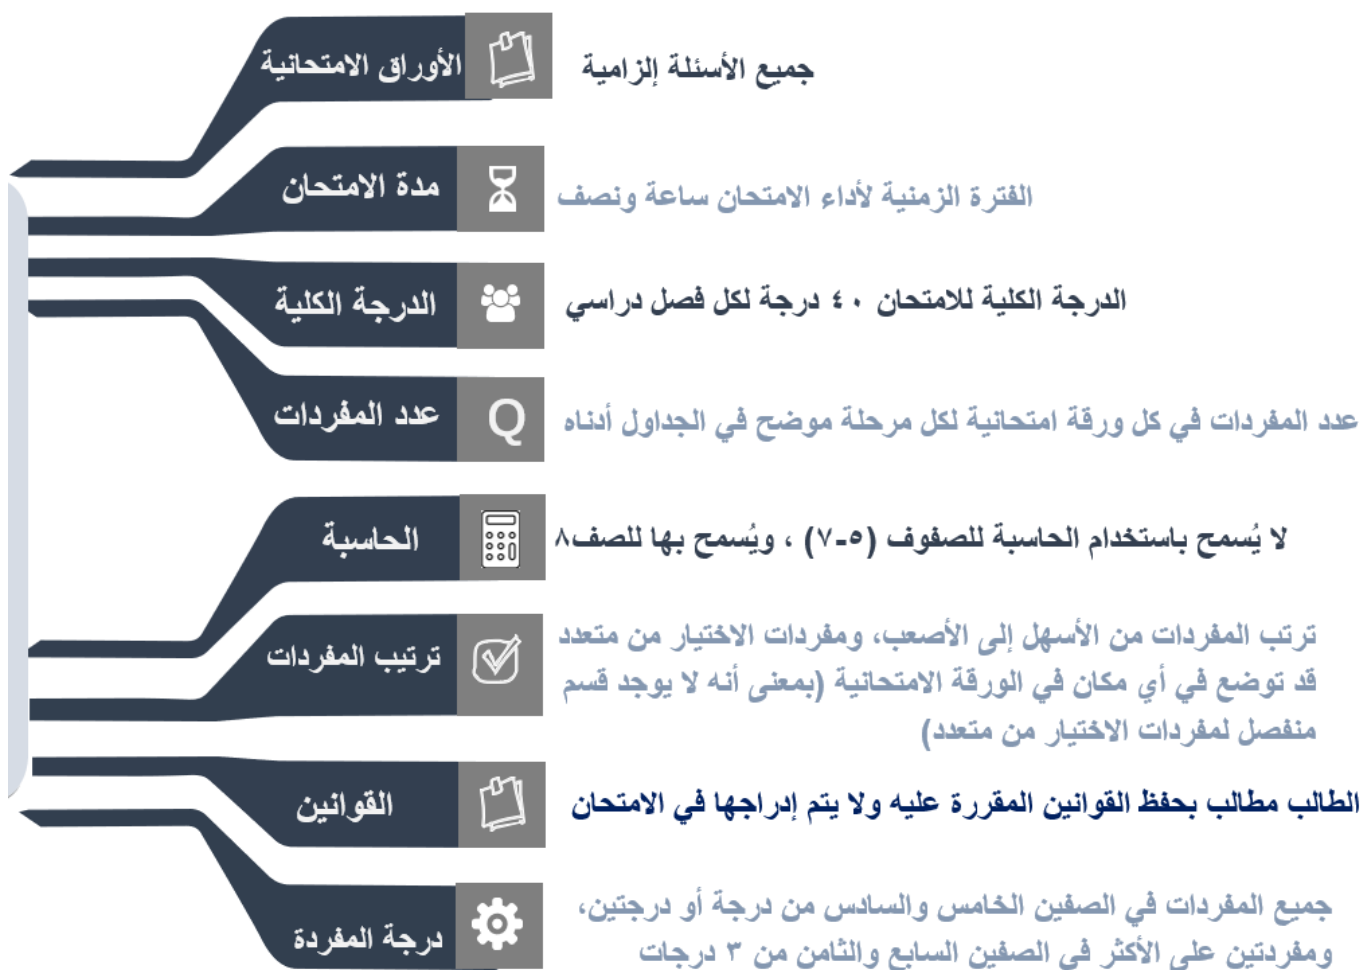 الأوراق الامتحانية
جميع الأسئلة إلزامية
مدة الامتحان
الفترة الزمنية لأداء الامتحان ساعة ونصف
الدرجة الكلية
الدرجة الكلية للامتحان ٤٠ درجة لكل فصل دراسي
عدد المفردات
Q
عدد المفردات في كل ورقة امتحانية لكل مرحلة موضح في الجداول أدناه
الحاسبة
لا يُسمح باستخدام الحاسبة للصفوف (٥-٧) ، ويُسمح بها للصف٨
ترتيب المفردات
ترتب المفردات من الأسهل إلى الأصعب، ومفردات الاختيار من متعدد
قد توضع في أي مكان في الورقة الامتحانية (بمعنى أنه لا يوجد قسم
منفصل لمفردات الاختيار من متعدد)
القوانين
الطالب مطالب بحفظ القوانين المقررة عليه ولا يتم إدراجها في الامتحان
درجة المفردة
جميع المفردات في الصفين الخامس والسادس من درجة أو درجتين،
ومفردتين على الأكثر في الصفين السابع والثامن من ٣ درجات